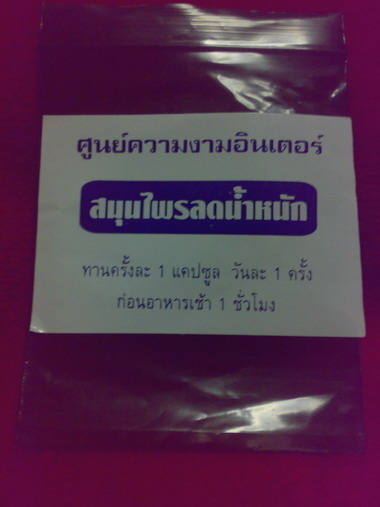 ศูนย์ความงามอินเตอร์
สมุนไพรลดน้ำหนัก
ทานครั้งละ 1 แคปซูล วันละ 1 ครั้ง
ก่อนอาหารเช้า 1 ชั่วโมง